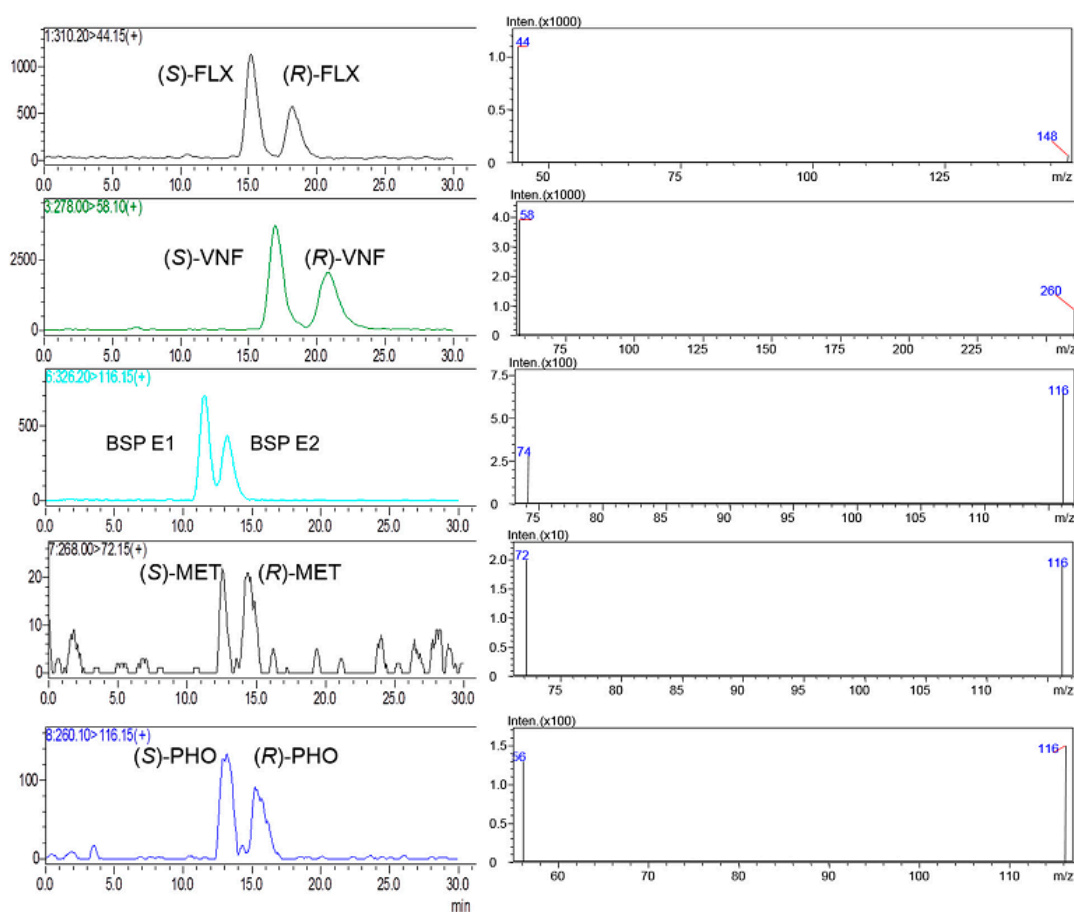 1:310.20>44.15(+)
(S)-FLX (R)-FLX
1000
500
0
0.0 5.0 10.0 15.0 20.0 25.0 30.0
Inten.(x1000)
44
148
1.0
0.5
0
50 75 100 125 m/z
3:278.00>58.10(+)
(S)-VNF (R)-VNF
2500
0
0.0 5.0 10.0 15.0 20.0 25.0 30.0
Inten.(x1000)
58
260
4.0
3.0
2.0
1.0
0.0
75 100 125 150 175 200 225 m/z
6:326.20>116.15(+)
BSP E1 BSP E2
500
0
0.0 5.0 10.0 15.0 20.0 25.0 30.0
Inten.(x100)
74
116
7.5
5.0
2.5
0.0
75 80 85 90 95 100 105 110 m/z
7:268.00>72.15(+)
(S)-MET (R)-MET
20
10
0
0.0 5.0 10.0 15.0 20.0 25.0 30.0
Inten.(x10)
72
116
2.0
1.5
1.0
0.5
0.0
75 80 85 90 95 100 105 110 m/z
8:260.10>116.15(+)
(S)-PHO (R)-PHO
100
0
0.0 5.0 10.0 15.0 20.0 25.0 30.0
min
Inten.(x100)
56
116
1.5
1.0
0.5
0.0
60 70 80 90 100 110 m/z